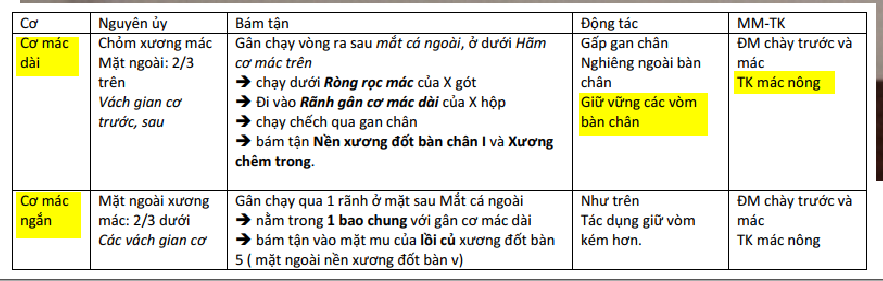 Cơ
Nguyên ủy
Bám tận
Động tác
MM-TK
Cơ mác
dài
Chỏm xương mác
Mặt ngoài: 2/3
trên
Vách gian cơ
trước, sau
Gân chạy vòng ra sau mắt cá ngoài, ở dưới Hãm
cơ mác trên
➔ chạy dưới Ròng rọc mác của X gót
➔ Đi vào Rãnh gân cơ mác dài của X hộp
➔ chạy chếch qua gan chân
➔ bám tận Nền xương đốt bàn chân I và Xương
chêm trong.
Gấp gan chân
Nghiêng ngoài bàn
chân
Giữ vững các vòm
bàn chân
ĐM chày trước và
mác
TK mác nông
Cơ mác
ngắn
Mặt ngoài xương
mác: 2/3 dưới
Các vách gian cơ
Gân chạy qua 1 rãnh ở mặt sau Mắt cá ngoài
➔ nằm trong 1 bao chung với gân cơ mác dài
➔ bám tận vào mặt mu của lồi củ xương đốt bàn
5 ( mặt ngoài nền xương đốt bàn v)
Như trên
Tác dụng giữ vòm
kém hơn.
ĐM chày trước và
mác
TK mác nông